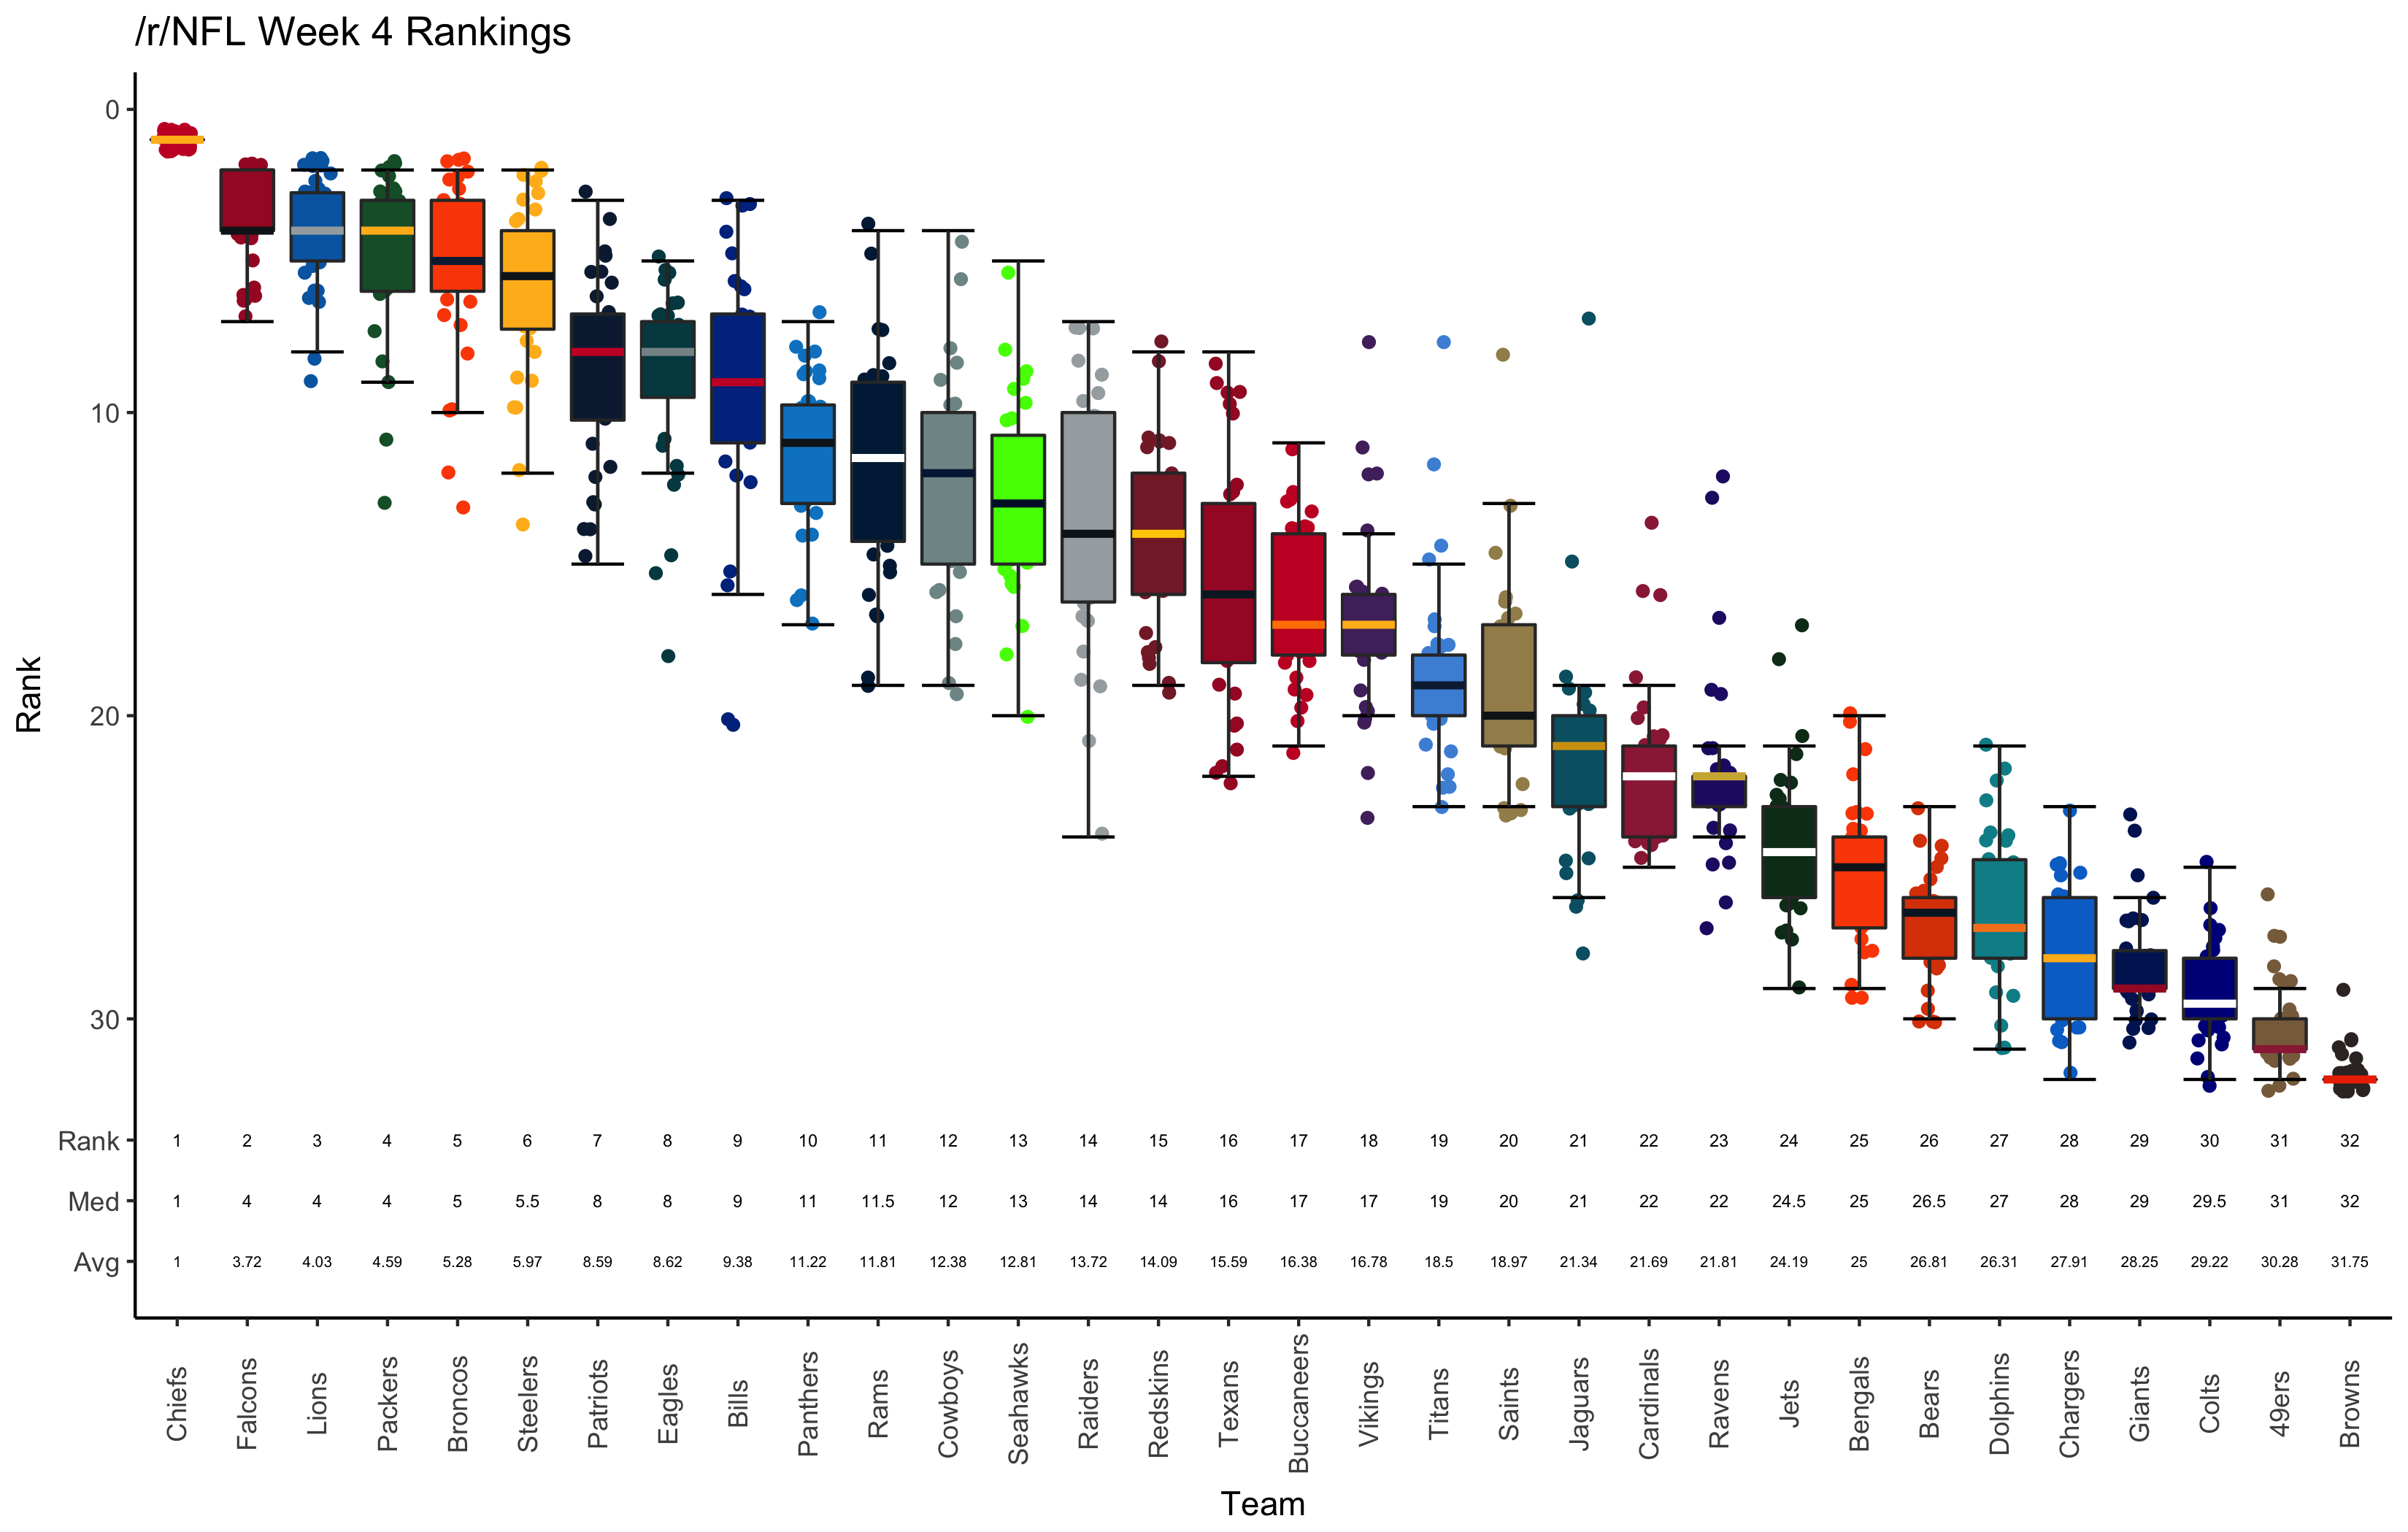 /r/NFL Week 4 Rankings
0
10
20
30
Rank
Rank 1 2 3 4 5 6 7 8 9 10 11 12 13 14 15 16 17 18 19 20 21 22 23 24 25 26 27 28 29 30 31 32
Med 1 4 4 4 5 5.5 8 8 9 11 11.5 12 13 14 14 16 17 17 19 20 21 22 22 24.5 25 26.5 27 28 29 29.5 31 32
Avg 1 3.72 4.03 4.59 5.28 5.97 8.59 8.62 9.38 11.22 11.81 12.38 12.81 13.72 14.09 15.59 16.38 16.78 18.5 18.97 21.34 21.69 21.81 24.19 25 26.81 26.31 27.91 28.25 29.22 30.28 31.75
Chiefs Falcons Lions Packers Broncos Steelers Patriots Eagles Bills Panthers Rams Cowboys Seahawks Raiders Redskins Texans Buccaneers Vikings Titans Saints Jaguars Cardinals Ravens Jets Bengals Bears Dolphins Chargers Giants Colts 49ers Browns
Team